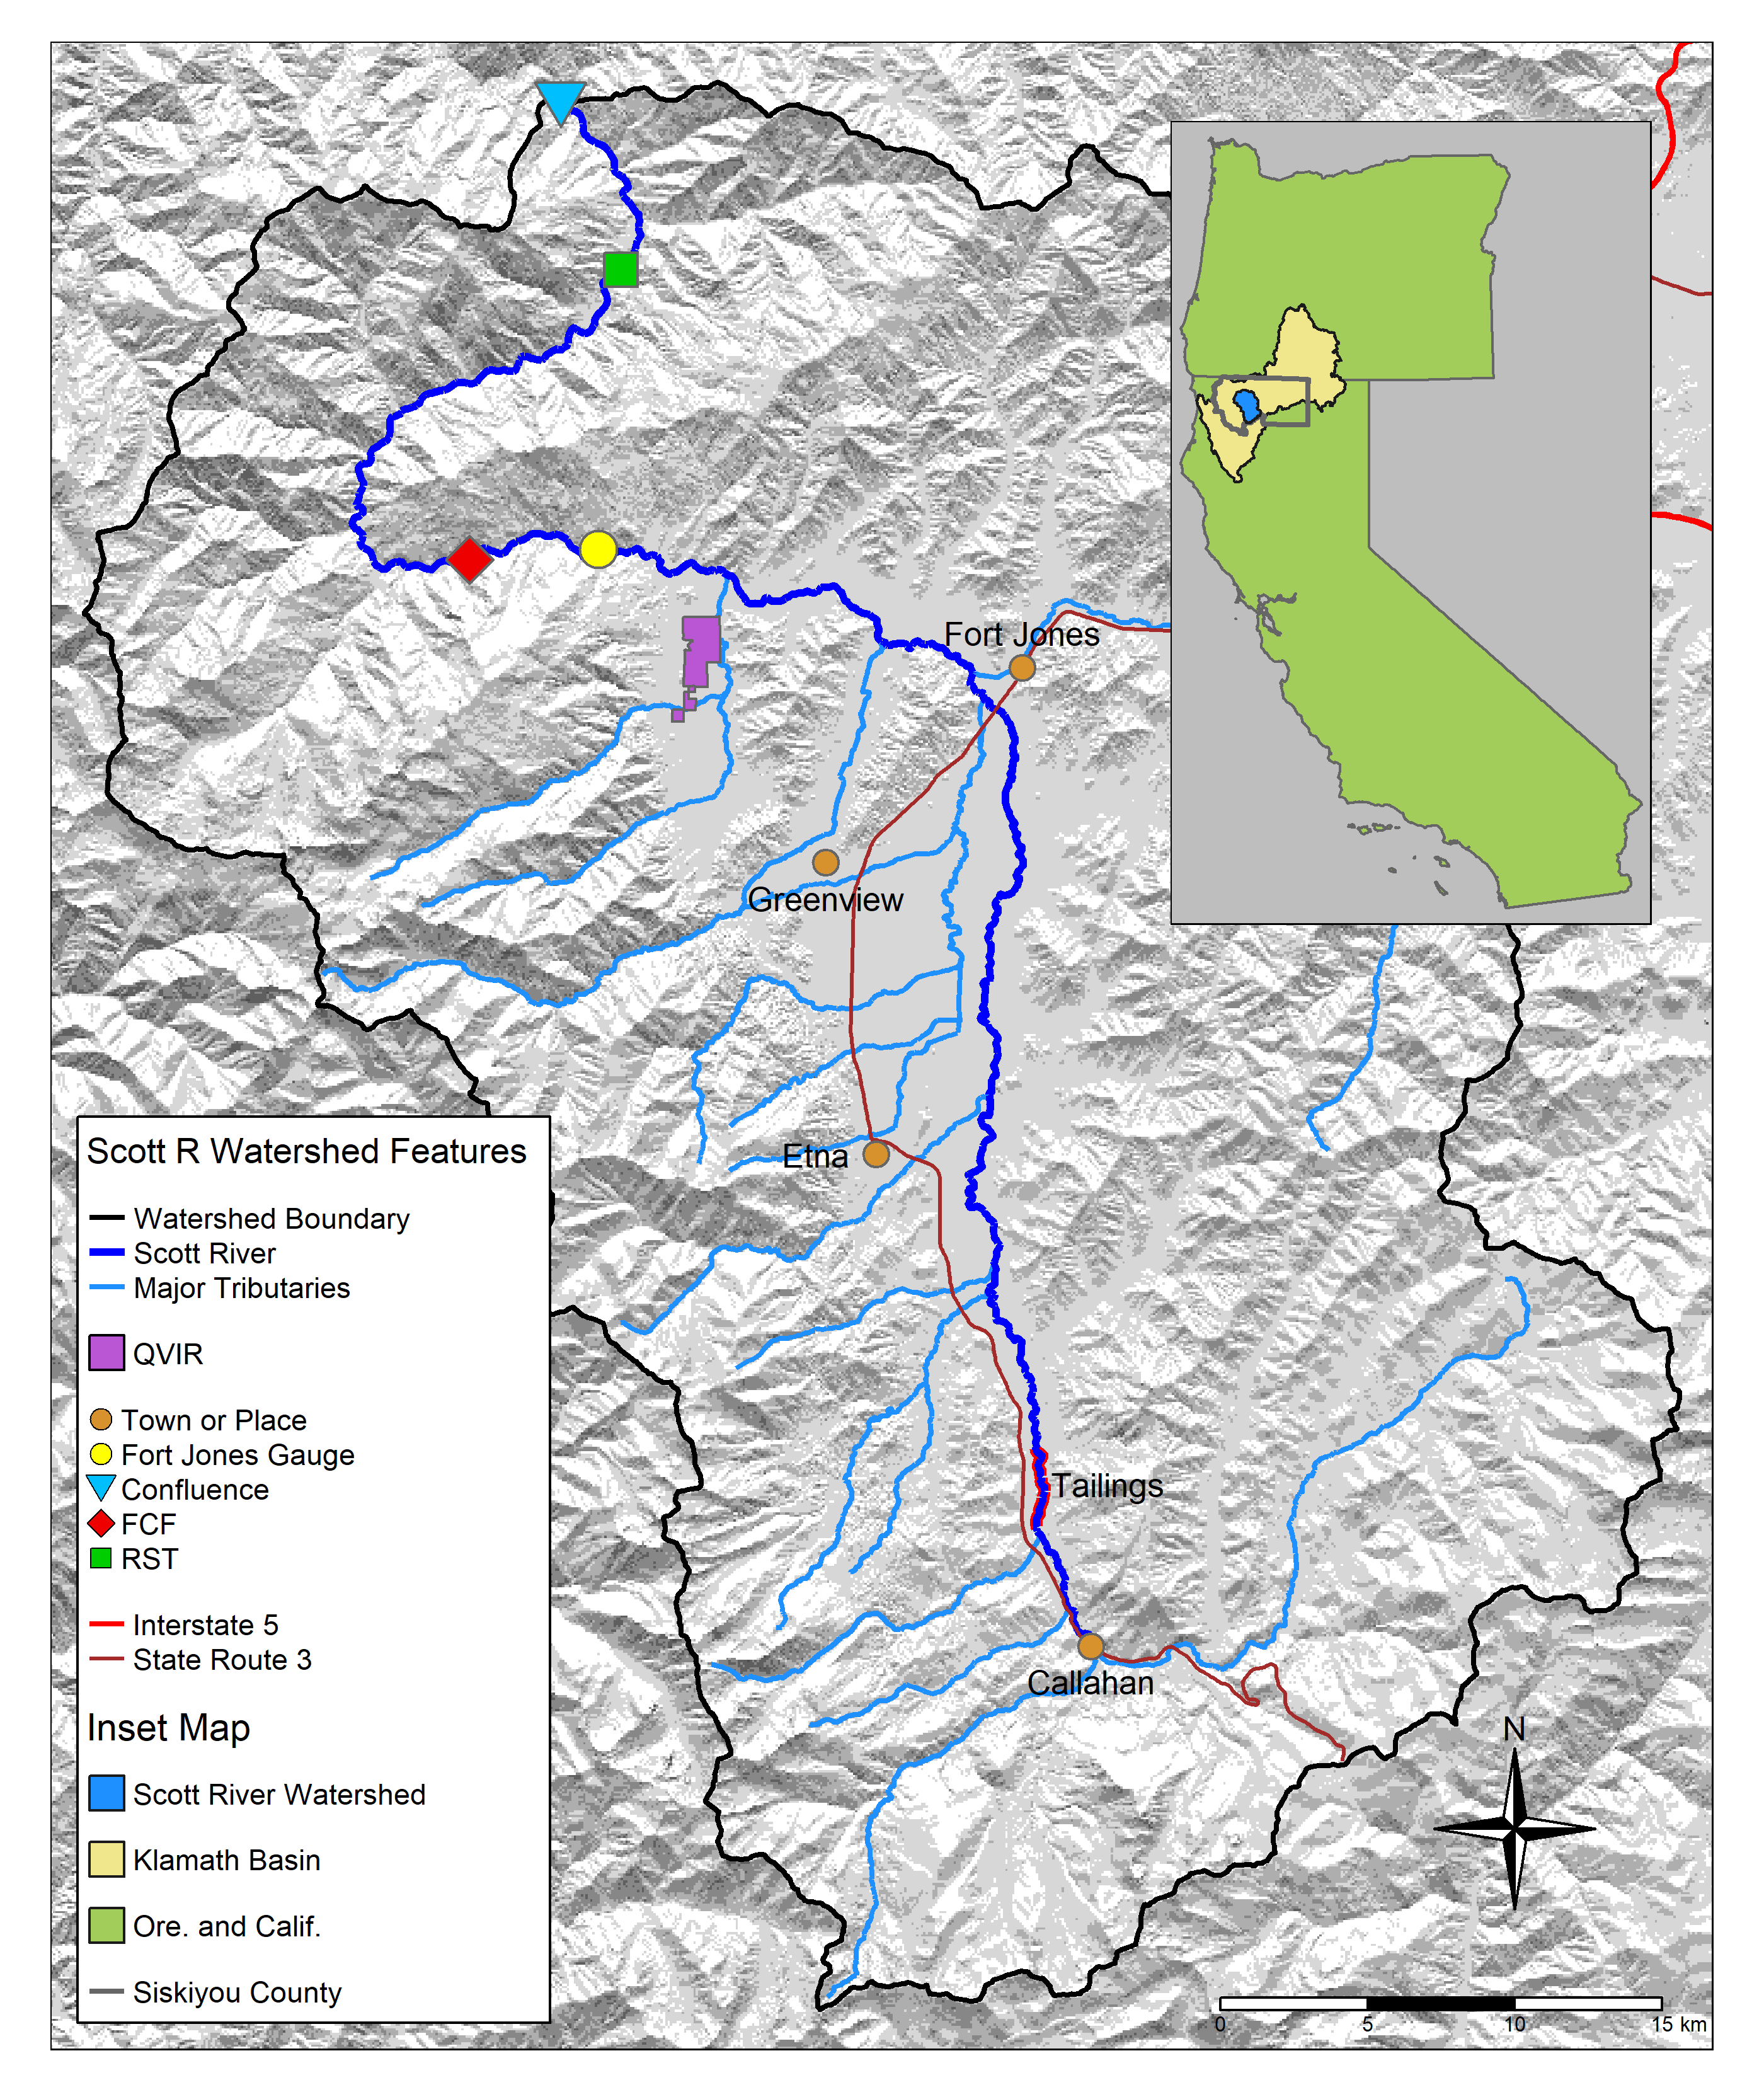 Fort Jones
Greenview
Etna
Tailings
Callahan
Scott R Watershed Features
Watershed Boundary
Scott River
Major Tributaries
QVIR
Town or Place
Fort Jones Gauge
Confluence
FCF
RST
Interstate 5
State Route 3
Inset Map
Scott River Watershed
Klamath Basin
Ore. and Calif.
Siskiyou County
N
0 5 10 15 km